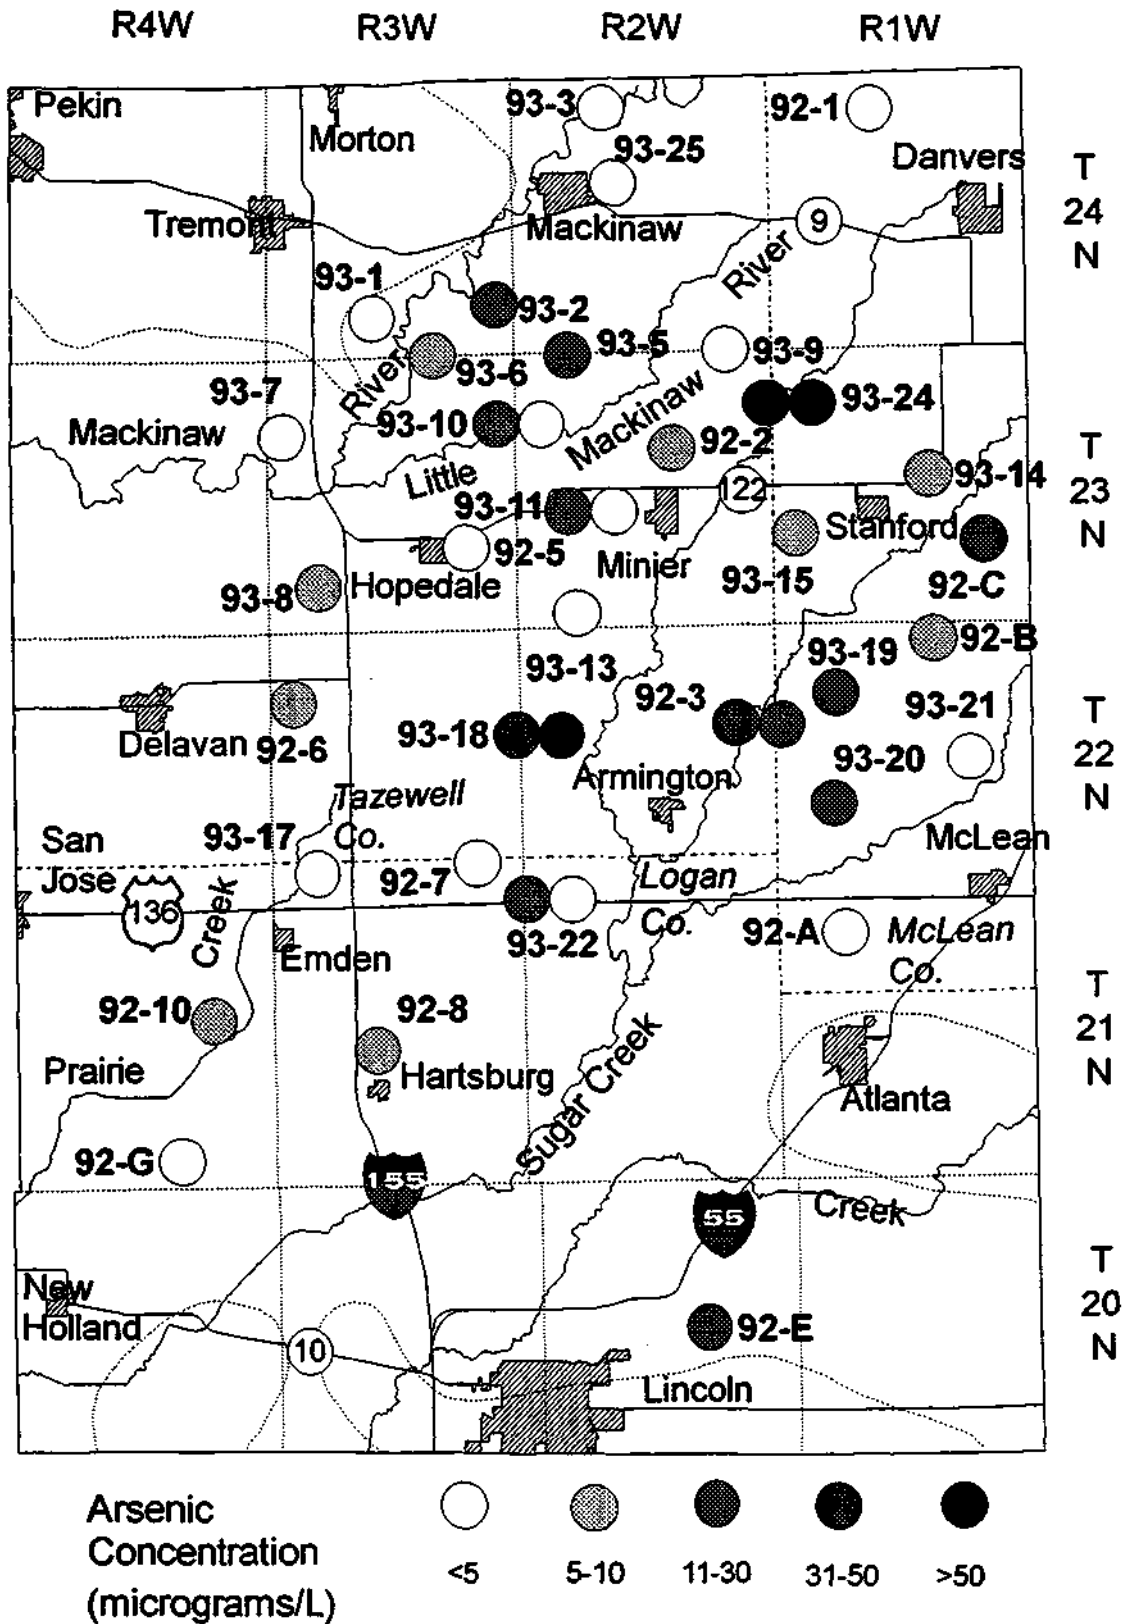 R4W R3W R2W R1W
Pekin
Morton
93-3
92-1
93-25
Danvers
T
24
N
Tremont
Mackinaw
9
River
93-1
93-2
River
93-6
93-5
93-9
93-7
Mackinaw
93-10
Mackinaw
93-24
Little
92-2
93-14
T
23
N
122
93-11
Stanford
92-5
Minier
93-15
92-C
93-8
Hopedale
92-B
93-19
93-13
92-3
93-21
T
22
N
Delavan
92-6
93-18
93-20
Armington
Tazewell
Co.
93-17
San
Jose
McLean
92-7
Logan
Co.
136
Creek
Emden
93-22
92-A
McLean
Co.
92-10
92-8
T
21
N
Prairie
Hartsburg
Sugar Creek
Atlanta
92-G
155
55
Creek
New
Holland
T
20
N
10
92-E
Lincoln
Arsenic
Concentration
(micrograms/L)
<5 5-10 11-30 31-50 >50